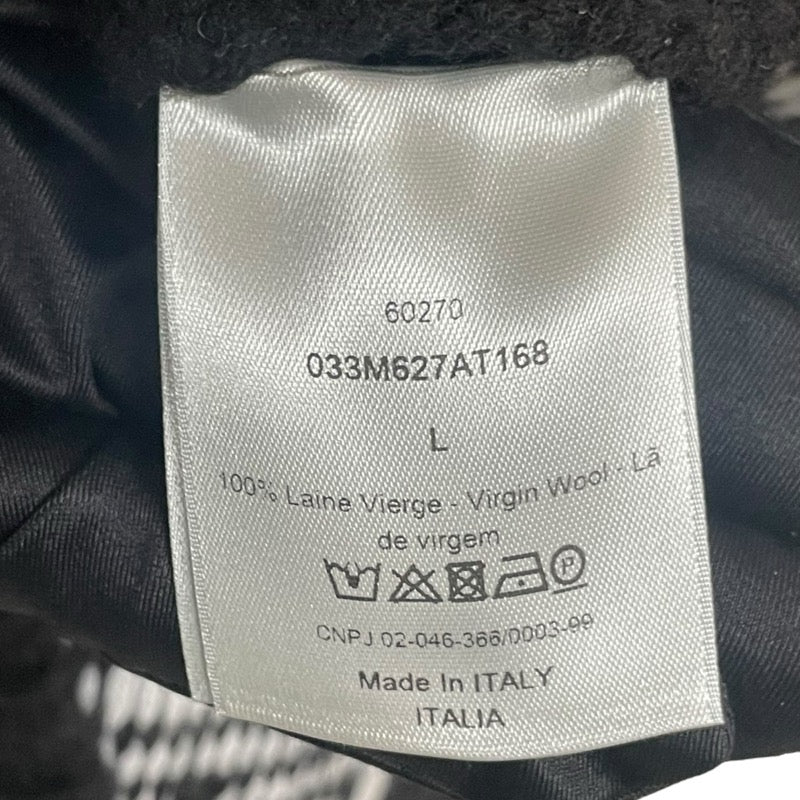 60270
033M627AT168
L
100% Laine Vierge - Virgin Wool - Lã
de virgem
P
CNPJ 02-046-366/0003-99
Made In ITALY
ITALIA